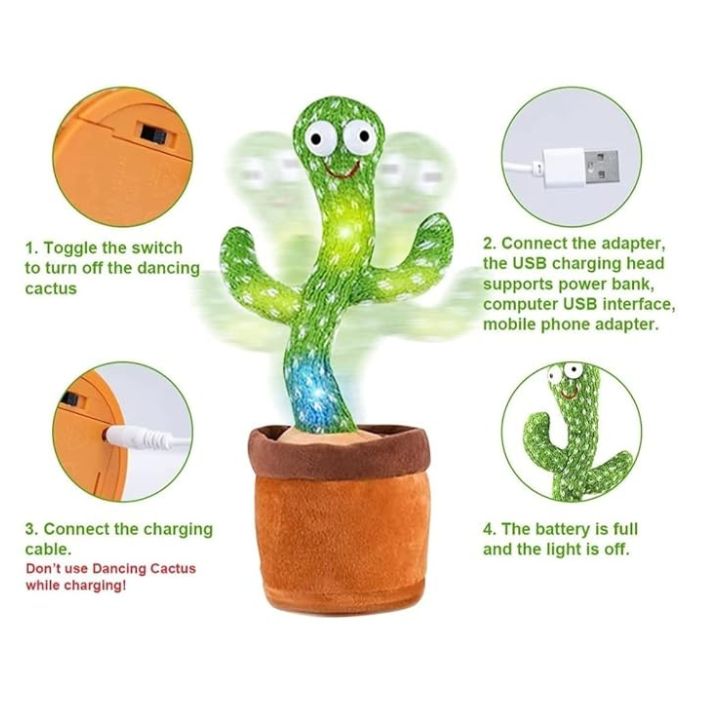 1. Toggle the switch
to turn off the dancing
cactus
2. Connect the adapter,
the USB charging head
supports power bank,
computer USB interface,
mobile phone adapter.
3. Connect the charging
cable.
Don't use Dancing Cactus
while charging!
4. The battery is full
and the light is off.